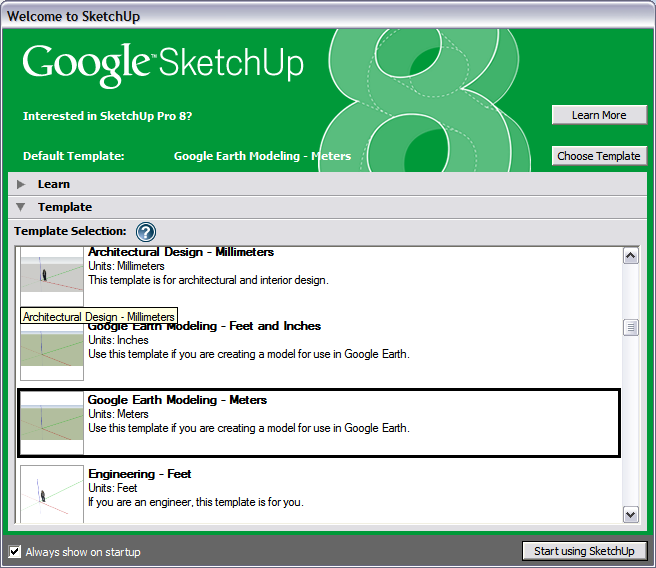 Welcome to SketchUp
Google™ SketchUp
8
Interested in SketchUp Pro 8?
Learn More
Default Template: Google Earth Modeling - Meters
Choose Template
Learn
Template
Template Selection: ?
Architectural Design - Millimeters
Units: Millimeters
This template is for architectural and interior design.
Architectural Design - Millimeters
Google Earth Modeling - Feet and Inches
Units: Inches
Use this template if you are creating a model for use in Google Earth.
Google Earth Modeling - Meters
Units: Meters
Use this template if you are creating a model for use in Google Earth.
Engineering - Feet
Units: Feet
If you are an engineer, this template is for you.
Always show on startup
Start using SketchUp